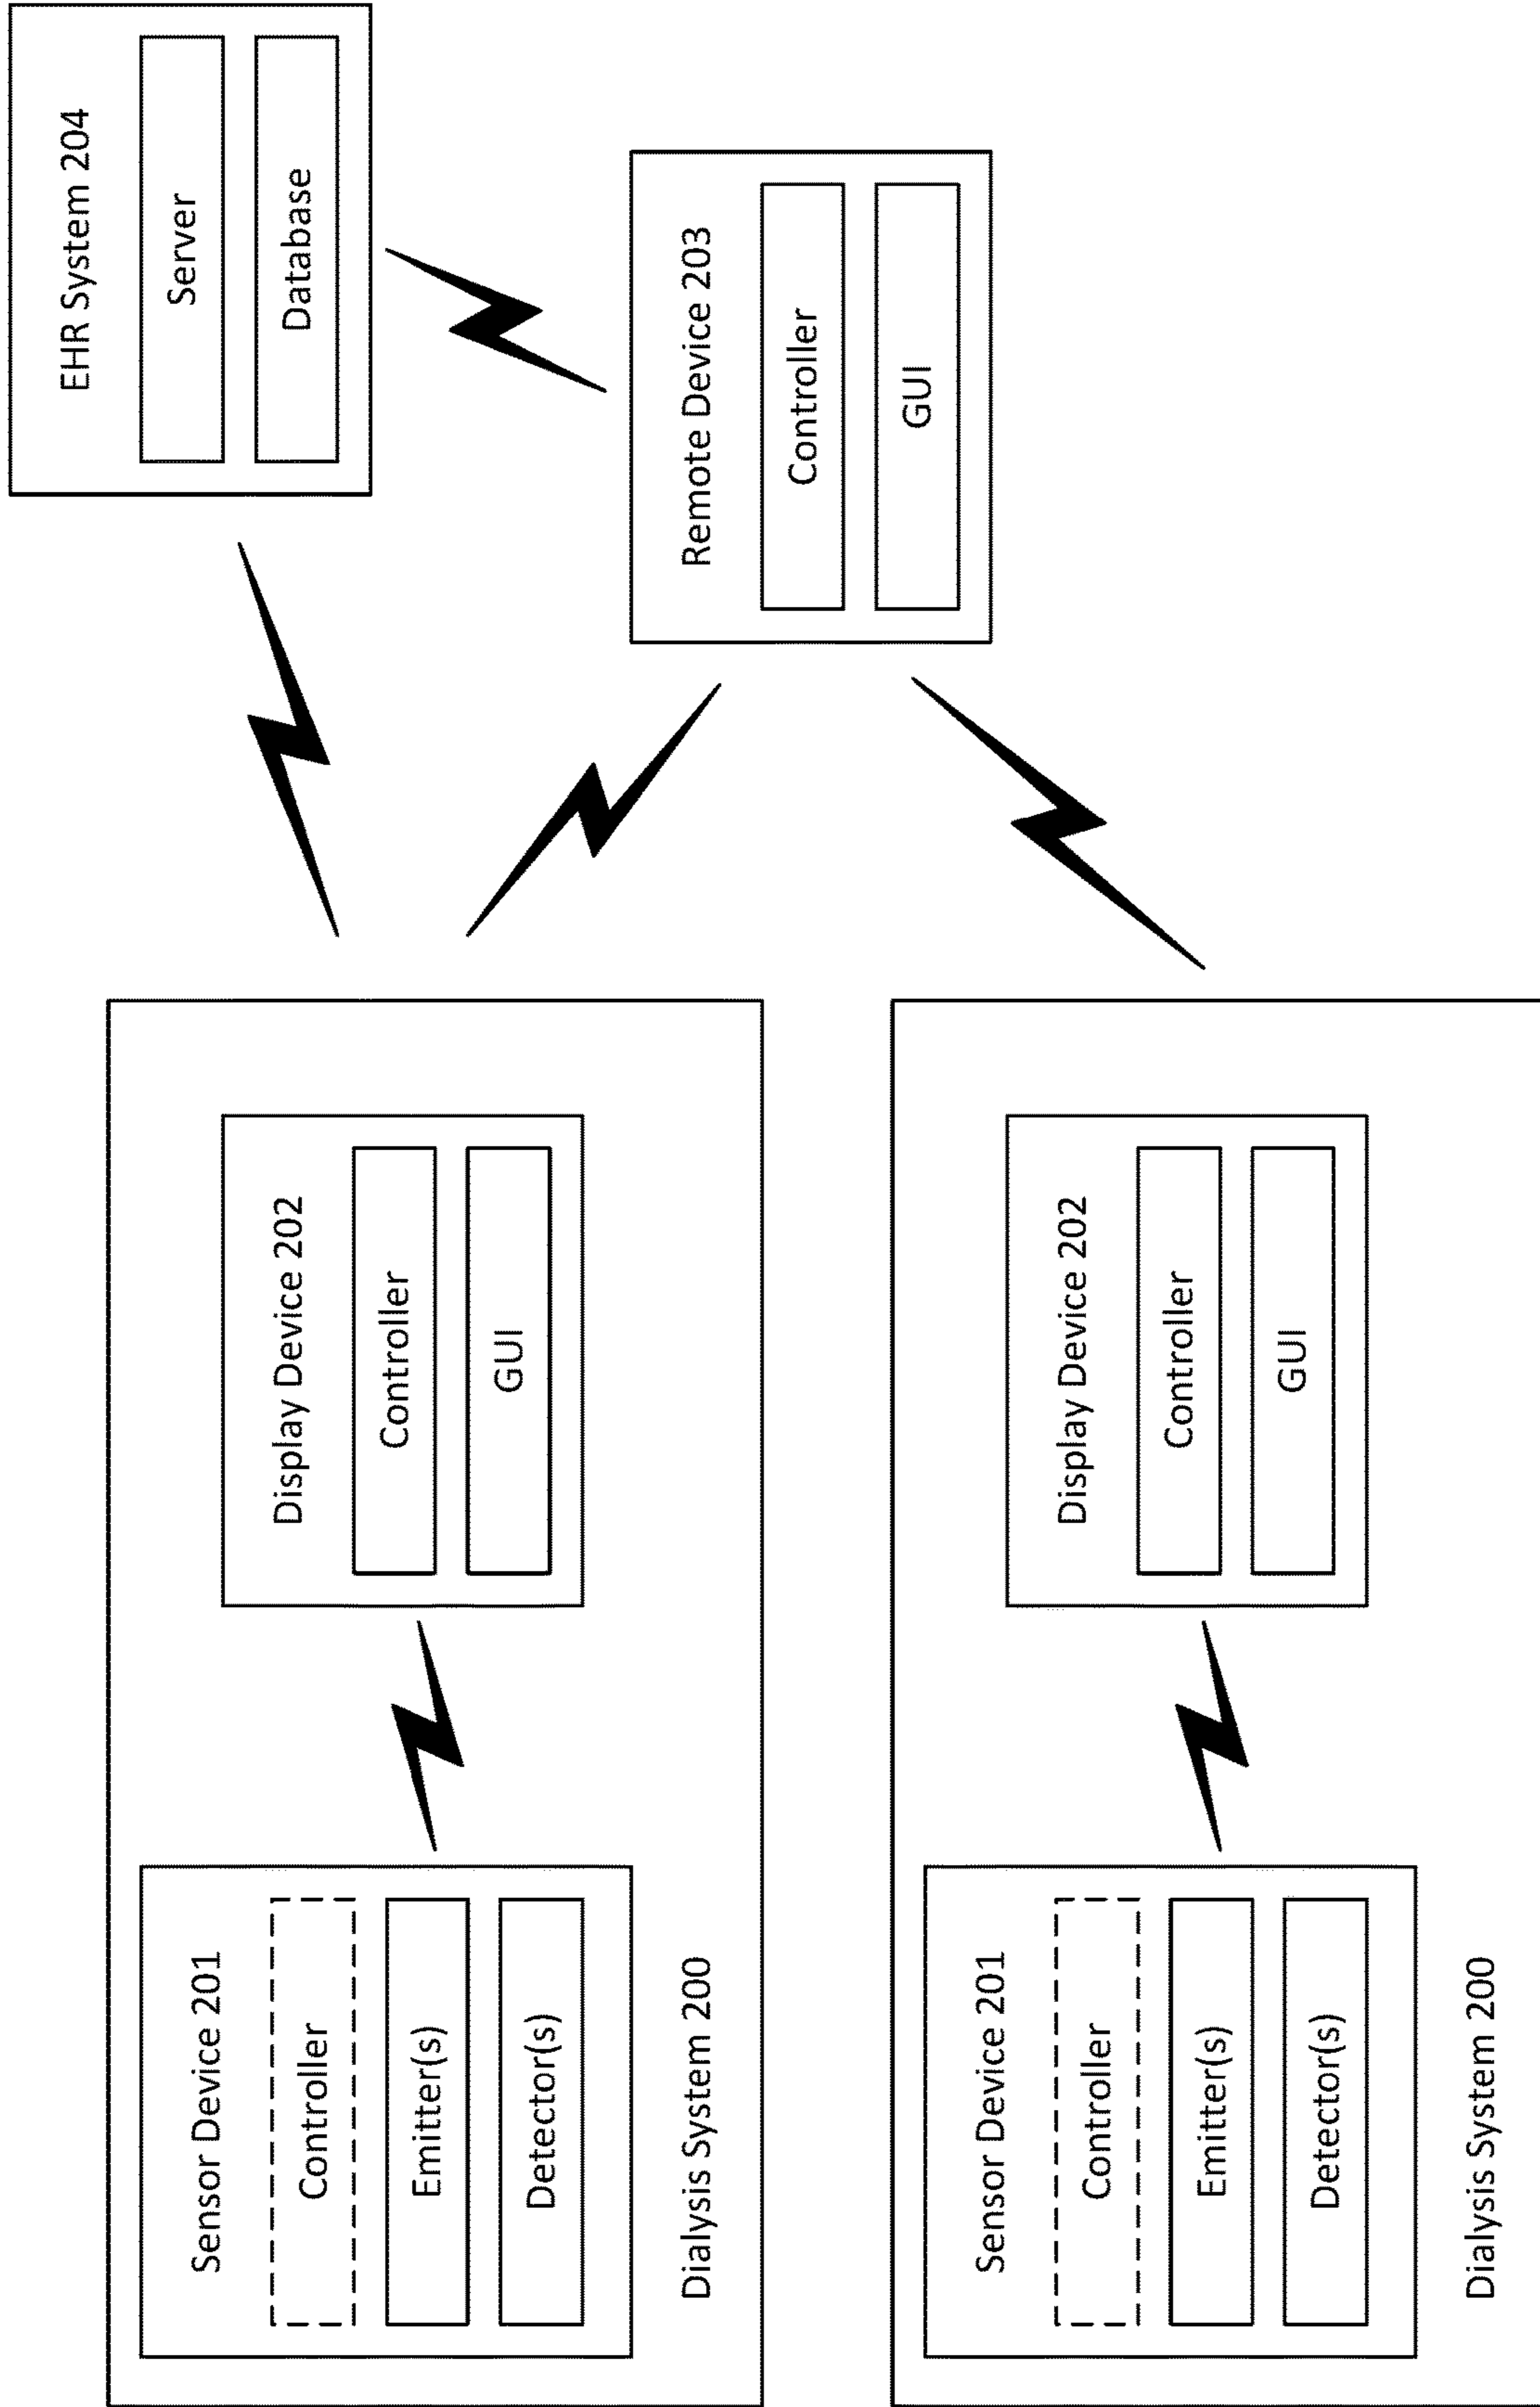 Sensor Device 201
Controller
Emitter(s)
Detector(s)
Dialysis System 200
Display Device 202
Controller
GUI
EHR System 204
Server
Database
Remote Device 203
Controller
GUI
Sensor Device 201
Controller
Emitter(s)
Detector(s)
Dialysis System 200
Display Device 202
Controller
GUI